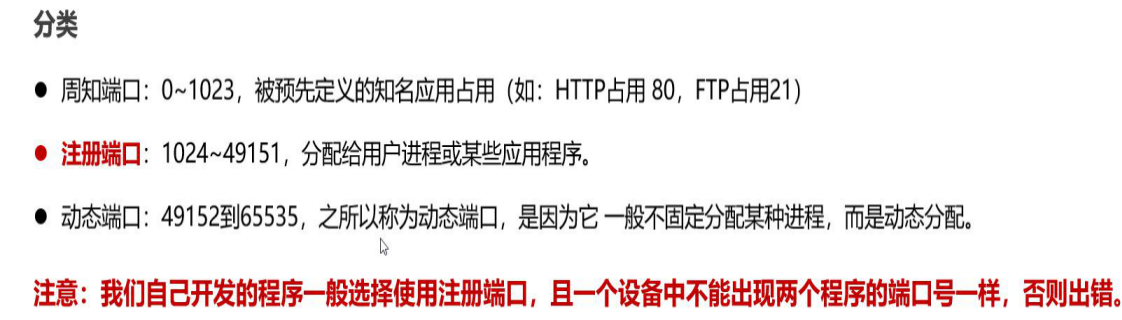 分类
● 周知端口：0~1023，被预先定义的知名应用占用（如：HTTP占用 80，FTP占用21）
● 注册端口：1024~49151，分配给用户进程或某些应用程序。
● 动态端口：49152到65535，之所以称为动态端口，是因为它 一般不固定分配某种进程，而是动态分配。
注意：我们自己开发的程序一般选择使用注册端口，且一个设备中不能出现两个程序的端口号一样，否则出错。